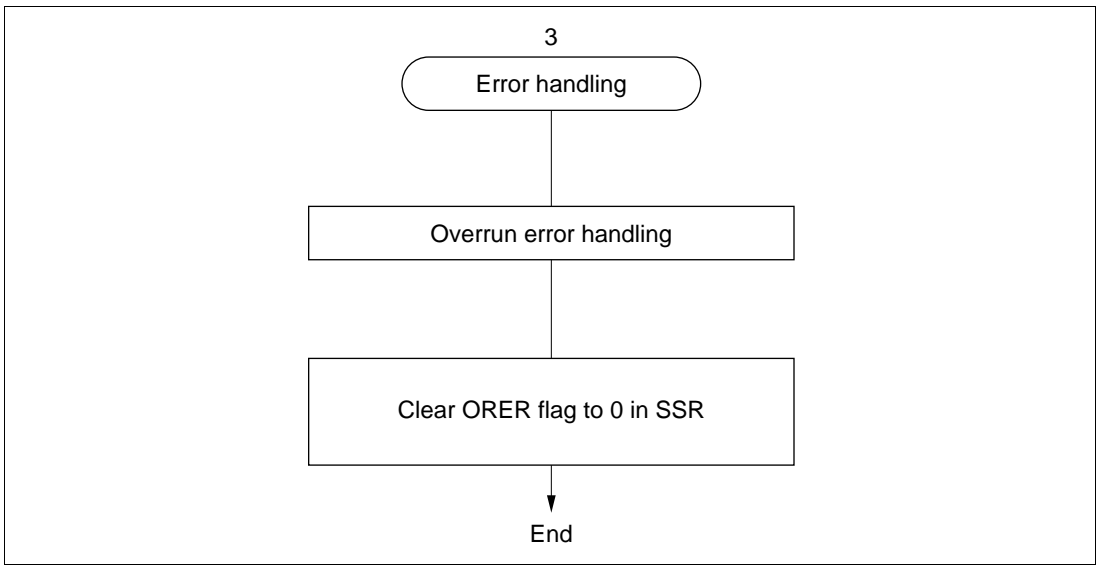 3
Error handling
Overrun error handling
Clear ORER flag to 0 in SSR
End